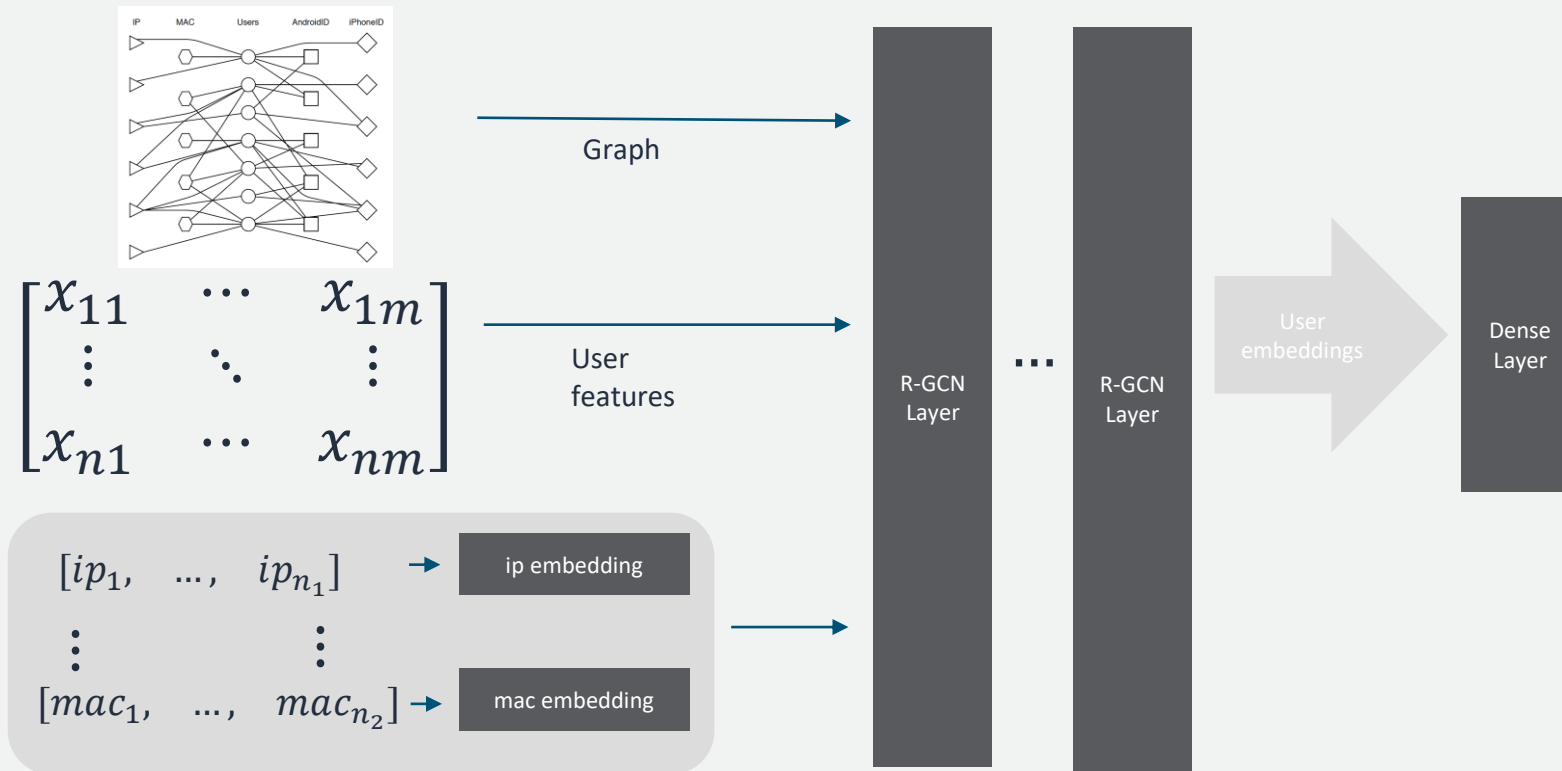 IP MAC Users AndroidID iPhoneID
Graph
[x₁₁ ⋯ x₁ₘ
⋮ ⋱ ⋮
xₙ₁ ⋯ xₙₘ]
User
features
[ip₁, …, ipₙ₁]
ip embedding
⋮ ⋮
[mac₁, …, macₙ₂]
mac embedding
R-GCN
Layer
...
R-GCN
Layer
User
embeddings
Dense
Layer